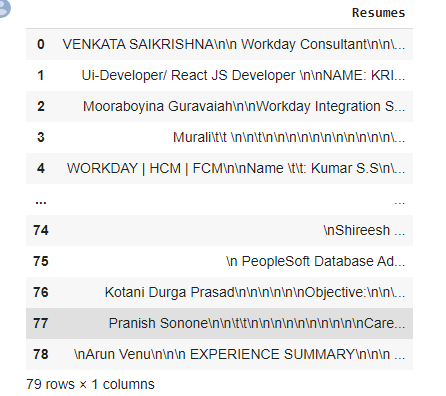 Resumes
0 VENKATA SAIKRISHNA\n\n Workday Consultant\n\n\...
1 Ui-Developer/ React JS Developer \n\nNAME: KRI...
2 Mooraboyina Guravaiah\n\nWorkday Integration S...
3 Murali\t\t \n\n\t\n\n\n\n\n\n\n\n\n\n\n\n\...
4 WORKDAY | HCM | FCM\n\nName \t\t: Kumar S.S\n\...
... ...
74 \nShireesh ...
75 \n PeopleSoft Database Ad...
76 Kotani Durga Prasad\n\n\n\n\n\nObjective:\n\n\...
77 Pranish Sonone\n\n\t\t\n\n\n\n\n\n\n\n\n\nCare...
78 \nArun Venu\n\n\n EXPERIENCE SUMMARY\n\n\n ...
79 rows × 1 columns